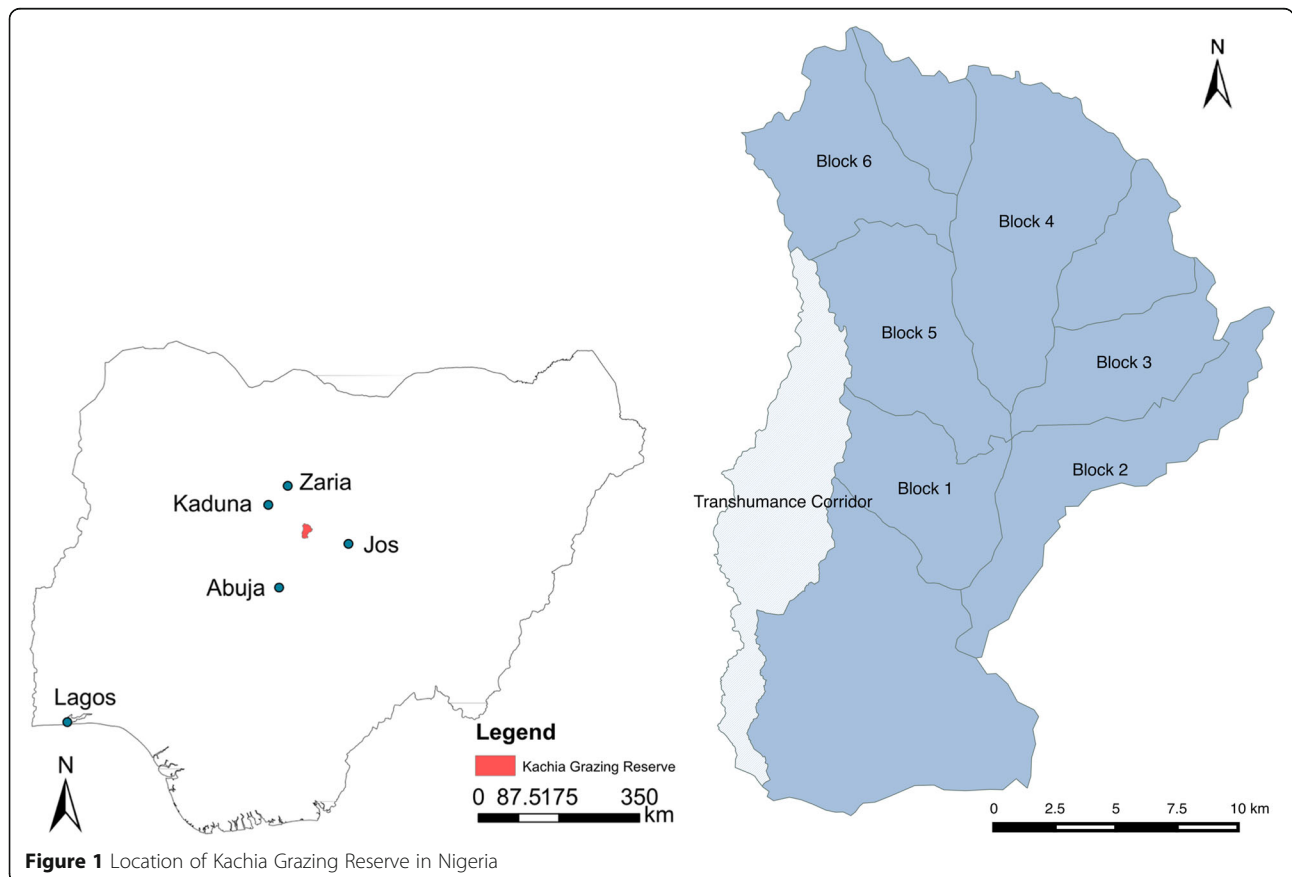 N
Block 6
Block 4
Block 5
Block 3
Block 2
Block 1
Transhumance Corridor
0 2.5 5 7.5 10 km
Zaria
Kaduna
Jos
Abuja
Lagos
N
Legend
Kachia Grazing Reserve
0 87.5175 350
km
Figure 1 Location of Kachia Grazing Reserve in Nigeria